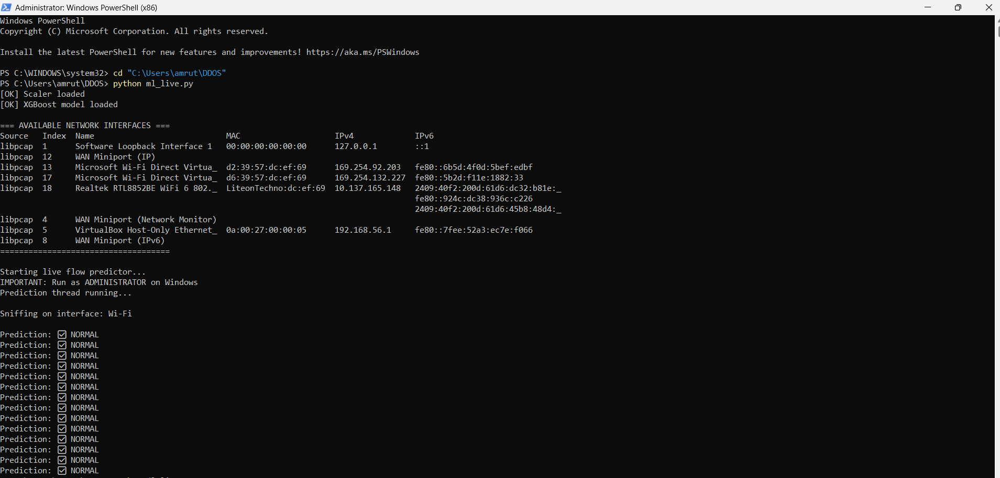 Administrator: Windows PowerShell (x86)
Windows PowerShell
Copyright (C) Microsoft Corporation. All rights reserved.
Install the latest PowerShell for new features and improvements! https://aka.ms/PSWindows
PS C:\WINDOWS\system32> cd "C:\Users\amrut\DDOS"
PS C:\Users\amrut\DDOS> python ml_live.py
[OK] Scaler loaded
[OK] XGBoost model loaded
=== AVAILABLE NETWORK INTERFACES ===
Source   Index  Name                            MAC                    IPv4             IPv6
libpcap  1      Software Loopback Interface 1   00:00:00:00:00:00      127.0.0.1        ::1
libpcap  12     WAN Miniport (IP)
libpcap  13     Microsoft Wi-Fi Direct Virtua_  d2:39:57:dc:ef:69      169.254.92.203   fe80::6b5d:4f0d:5bef:edbf
libpcap  17     Microsoft Wi-Fi Direct Virtua_  d6:39:57:dc:ef:69      169.254.132.227  fe80::5b2d:f11e:1882:33
libpcap  18     Realtek RTL8852BE WiFi 6 802._  LiteonTechno:dc:ef:69  10.137.165.148   2409:40f2:200d:61d6:dc32:b81e:_
fe80::924c:dc38:936c:c226
2409:40f2:200d:61d6:45b8:48d4:_
libpcap  4      WAN Miniport (Network Monitor)
libpcap  5      VirtualBox Host-Only Ethernet_  0a:00:27:00:00:05      192.168.56.1     fe80::7fee:52a3:ec7e:f066
libpcap  8      WAN Miniport (IPv6)
====================================
Starting live flow predictor...
IMPORTANT: Run as ADMINISTRATOR on Windows
Prediction thread running...
Sniffing on interface: Wi-Fi
Prediction: ☑ NORMAL
Prediction: ☑ NORMAL
Prediction: ☑ NORMAL
Prediction: ☑ NORMAL
Prediction: ☑ NORMAL
Prediction: ☑ NORMAL
Prediction: ☑ NORMAL
Prediction: ☑ NORMAL
Prediction: ☑ NORMAL
Prediction: ☑ NORMAL
Prediction: ☑ NORMAL
Prediction: ☑ NORMAL
Prediction: ☑ NORMAL
Prediction: ☑ NORMAL